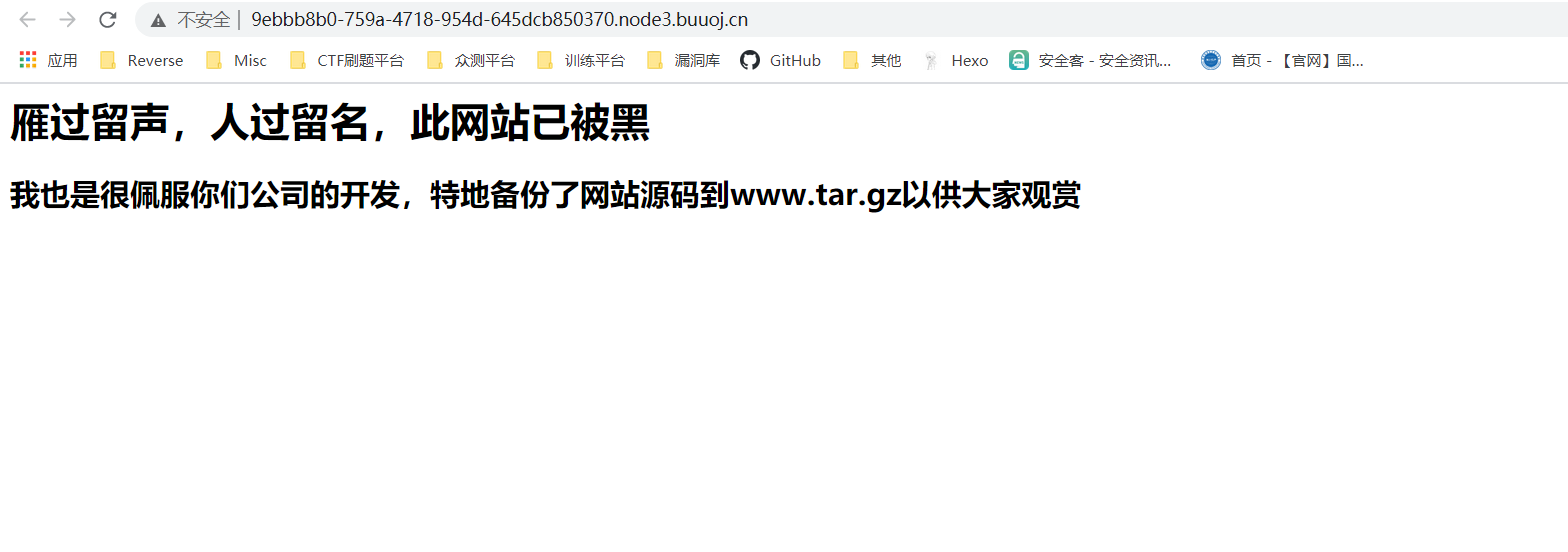 不安全 | 9ebbb8b0-759a-4718-954d-645dcb850370.node3.buuoj.cn
应用 Reverse Misc CTF刷题平台 众测平台 训练平台 漏洞库 GitHub 其他 Hexo 安全客 - 安全资讯... 首页 - 【官网】国...
雁过留声，人过留名，此网站已被黑
我也是很佩服你们公司的开发，特地备份了网站源码到www.tar.gz以供大家观赏